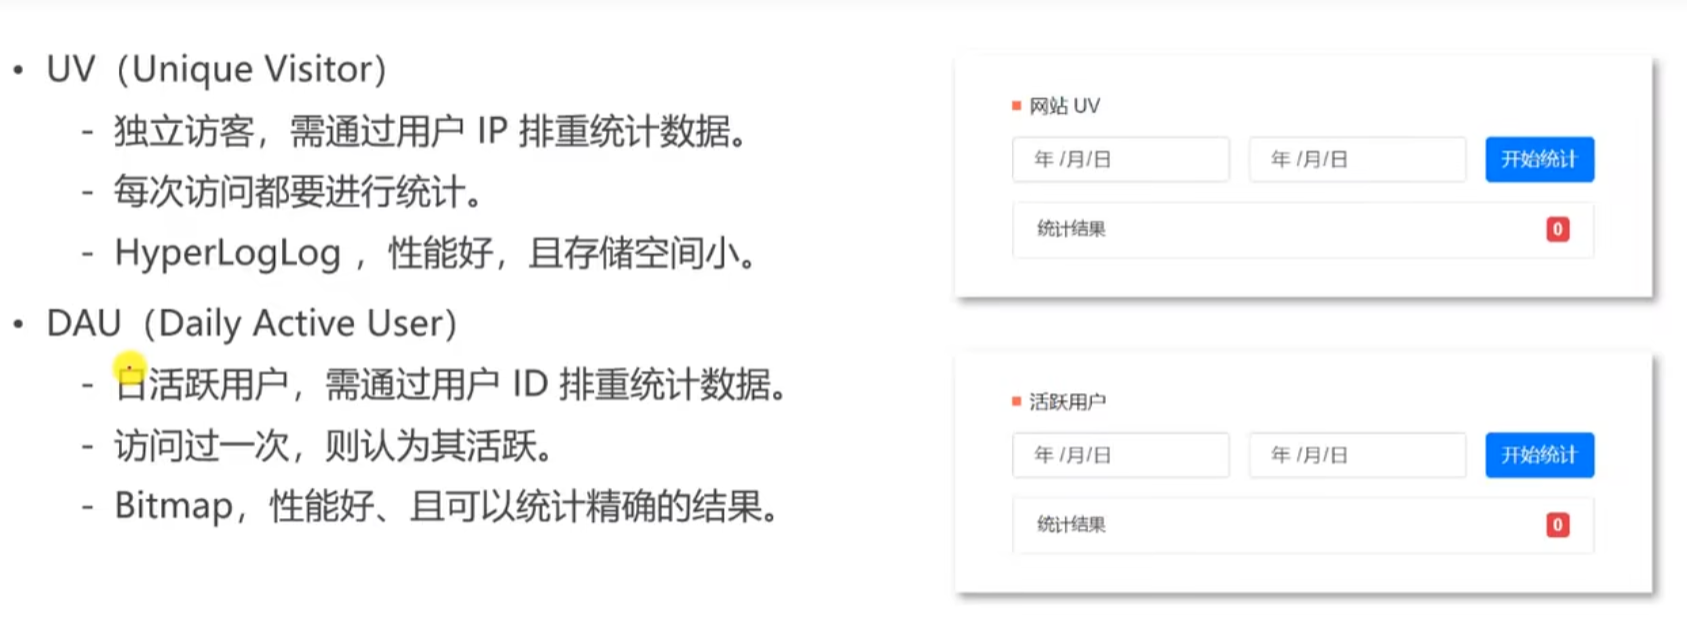 • UV（Unique Visitor）
- 独立访客，需通过用户 IP 排重统计数据。
- 每次访问都要进行统计。
- HyperLogLog ，性能好，且存储空间小。
• DAU（Daily Active User）
- 日活跃用户，需通过用户 ID 排重统计数据。
- 访问过一次，则认为其活跃。
- Bitmap，性能好、且可以统计精确的结果。
网站 UV
年 /月/日 年 /月/日 开始统计
统计结果 0
活跃用户
年 /月/日 年 /月/日 开始统计
统计结果 0